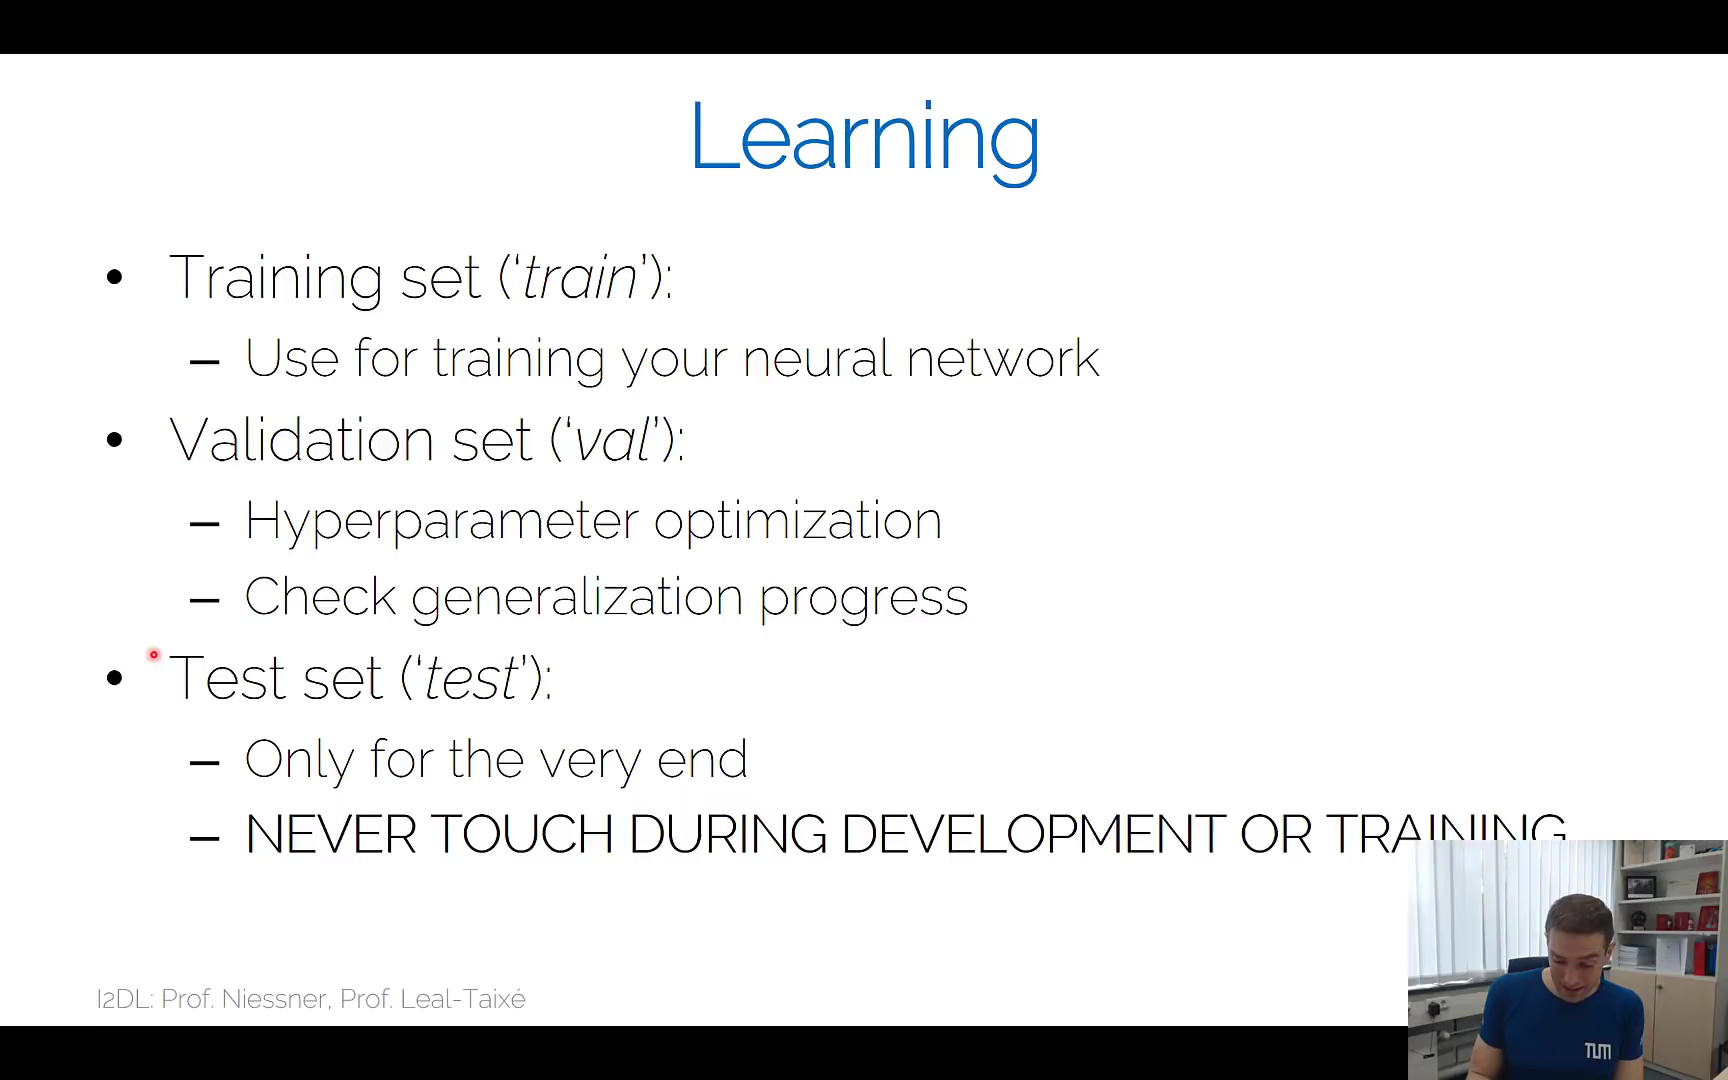 Learning
• Training set (‘train’):
– Use for training your neural network
• Validation set (‘val’):
– Hyperparameter optimization
– Check generalization progress
• Test set (‘test’):
– Only for the very end
– NEVER TOUCH DURING DEVELOPMENT OR TRAINING
I2DL: Prof. Niessner, Prof. Leal-Taixé
TUM